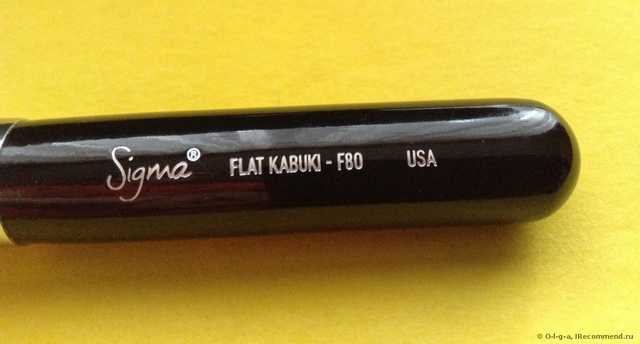 Sigma® FLAT KABUKI - F80 USA
© O-l-g-a, IRecommend.ru